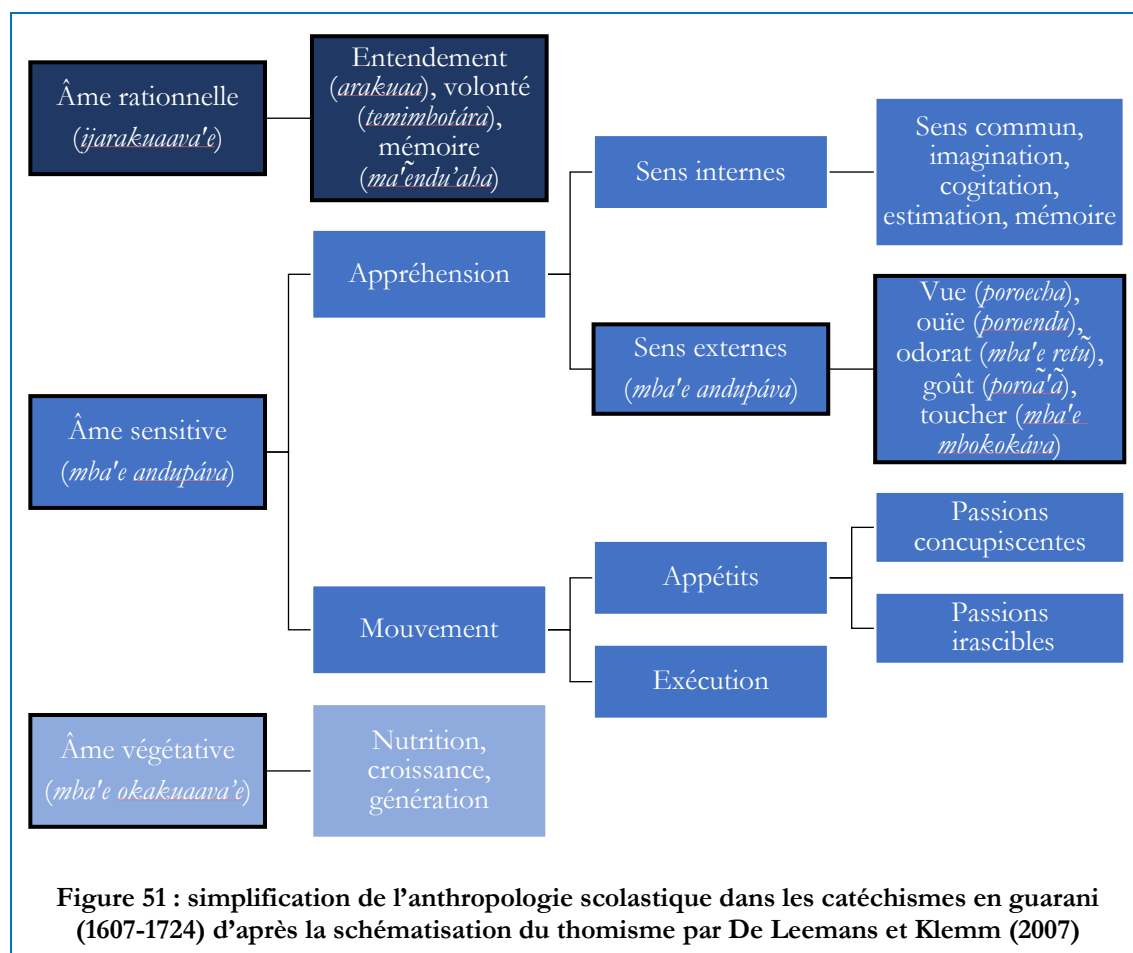 Âme rationnelle
(ijarakuaava'e)
Entendement
(arakuaa), volonté
(temimbotára),
mémoire
(ma'ẽndu’aha)
Sens internes
Sens commun,
imagination,
cogitation,
estimation, mémoire
Appréhension
Sens externes
(mba'e andupáva)
Vue (poroecha),
ouïe (poroendu),
odorat (mba'e retũ),
goût (poroã'ã),
toucher (mba'e
mbokokáva)
Âme sensitive
(mba'e andupáva)
Mouvement
Appétits
Passions
concupiscentes
Passions
irascibles
Exécution
Âme végétative
(mba'e okakuaava’e)
Nutrition,
croissance,
génération
Figure 51 : simplification de l’anthropologie scolastique dans les catéchismes en guarani
(1607-1724) d’après la schématisation du thomisme par De Leemans et Klemm (2007)